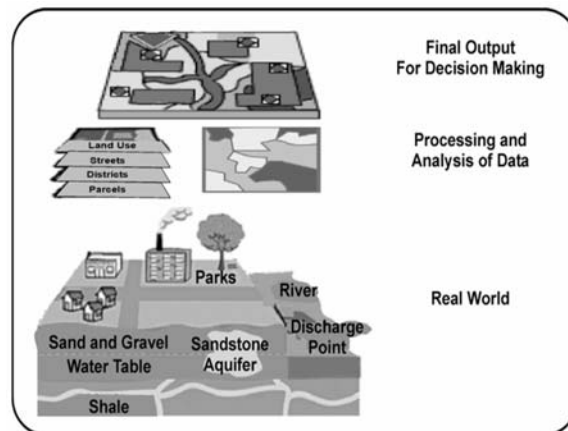 Final Output
For Decision Making
Land Use
Streets
Districts
Parcels
Processing and
Analysis of Data
Parks
River
Real World
Discharge
Point
Sand and Gravel
Sandstone
Aquifer
Water Table
Shale